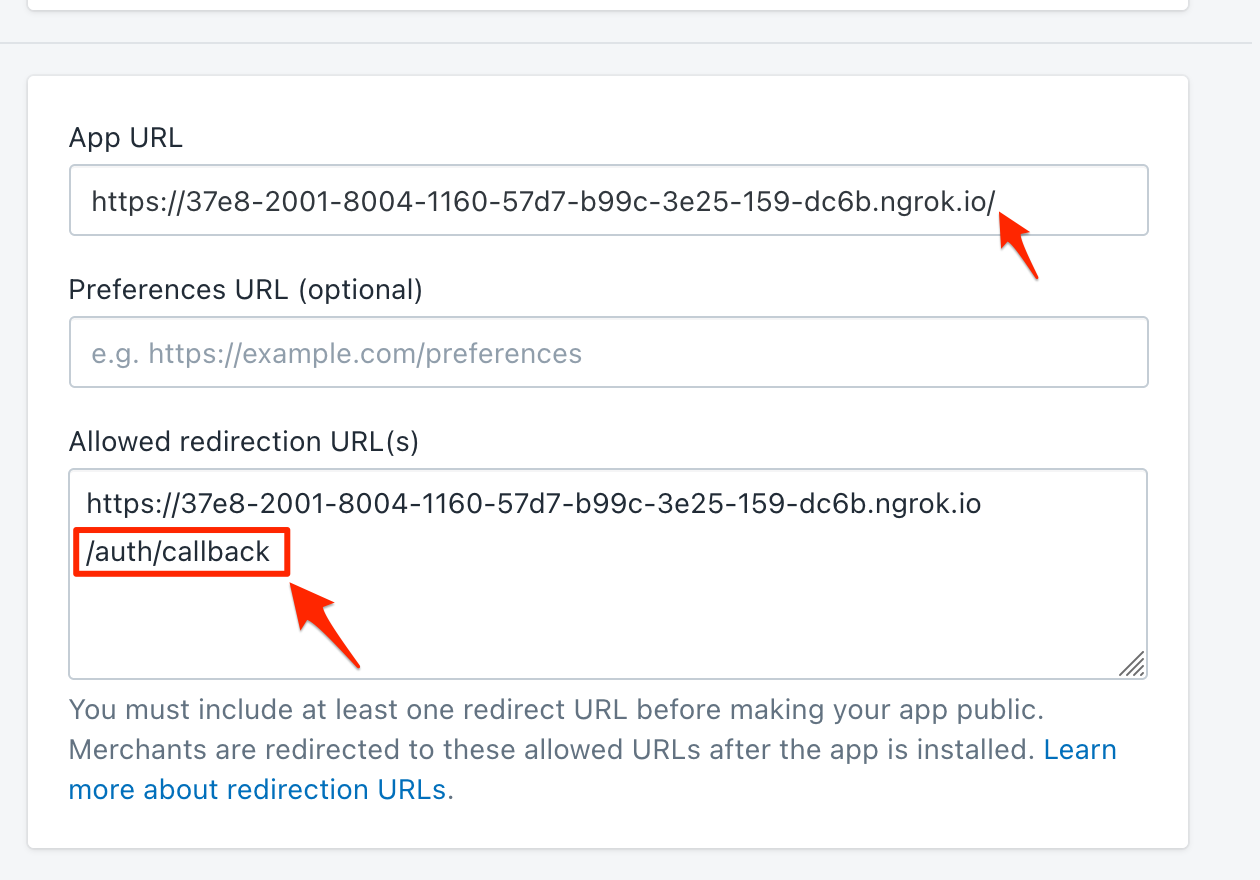 App URL
https://37e8-2001-8004-1160-57d7-b99c-3e25-159-dc6b.ngrok.io/
Preferences URL (optional)
e.g. https://example.com/preferences
Allowed redirection URL(s)
https://37e8-2001-8004-1160-57d7-b99c-3e25-159-dc6b.ngrok.io
/auth/callback
You must include at least one redirect URL before making your app public.
Merchants are redirected to these allowed URLs after the app is installed. Learn
more about redirection URLs.